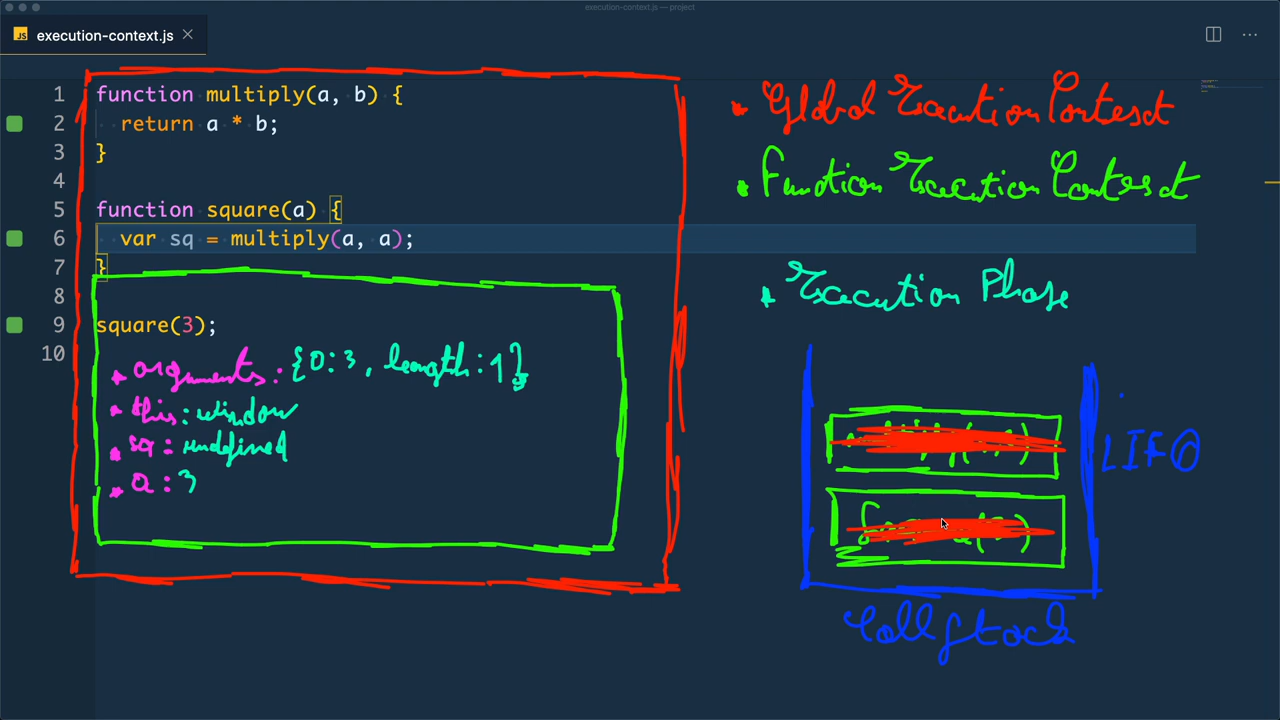 execution-context.js — project
JS execution-context.js
1 function multiply(a, b) {
2 return a * b;
3 }
4
5 function square(a) {
6 var sq = multiply(a, a);
7 }
8
9 square(3);
10
arguments: {0:3, length:1}
this: window
sq: undefined
a: 3
Global Execution Context
Function Execution Context
Execution Phase
LIFO
Call Stack